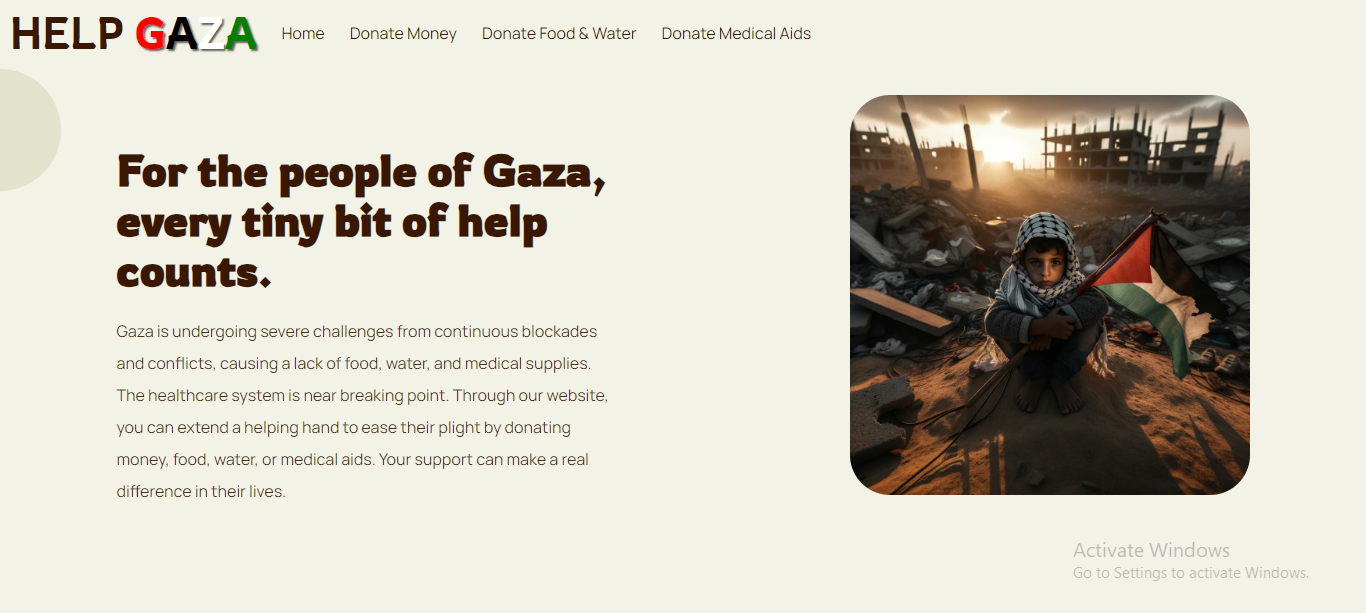 HELP GAZA Home Donate Money Donate Food & Water Donate Medical Aids
For the people of Gaza,
every tiny bit of help
counts.
Gaza is undergoing severe challenges from continuous blockades
and conflicts, causing a lack of food, water, and medical supplies.
The healthcare system is near breaking point. Through our website,
you can extend a helping hand to ease their plight by donating
money, food, water, or medical aids. Your support can make a real
difference in their lives.
Activate Windows
Go to Settings to activate Windows.